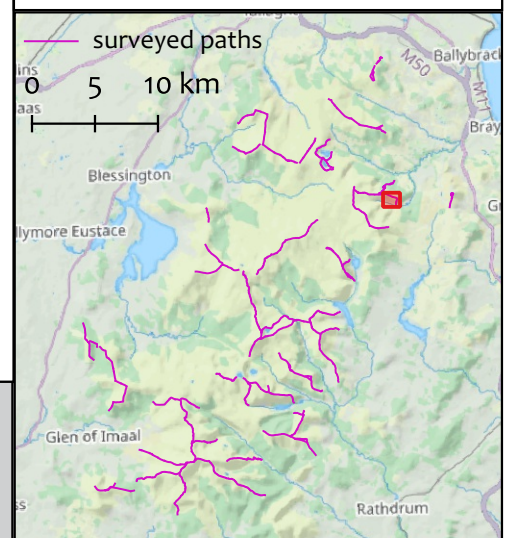 surveyed paths
0 5 10 km
M50
Ballybrack
M11
Bray
Blessington
llymore Eustace
Glen of Imaal
Rathdrum